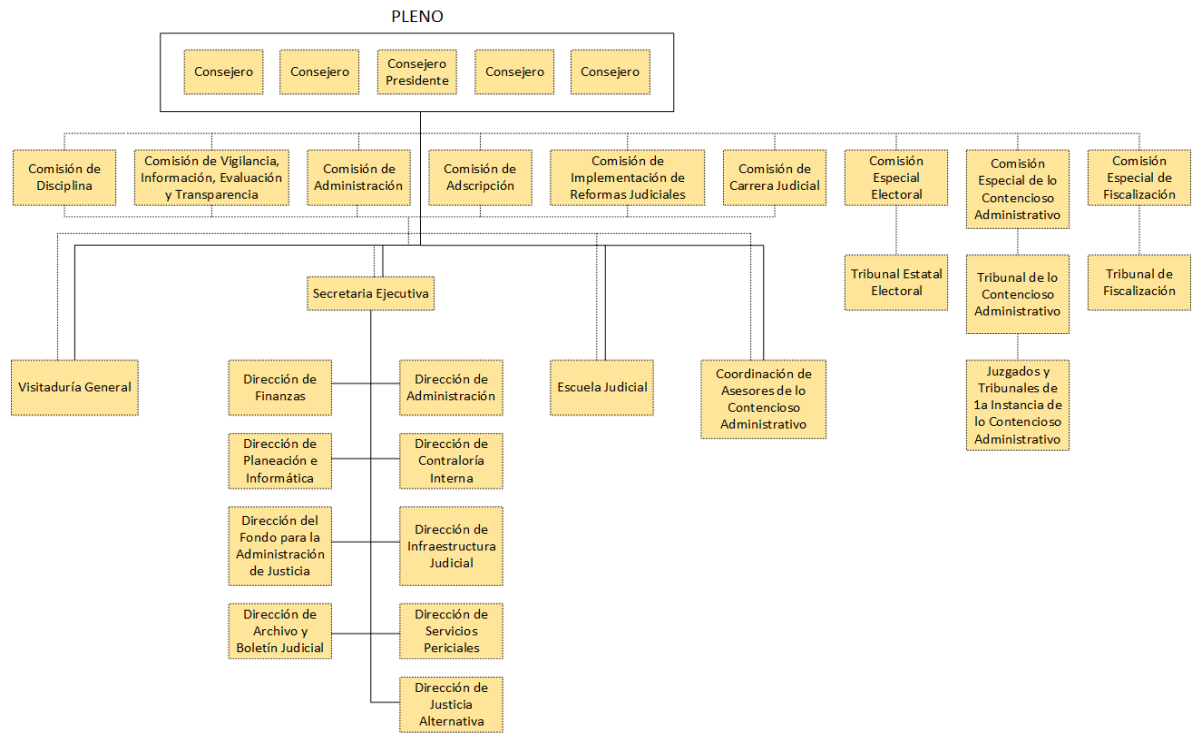 PLENO
Consejero
Consejero
Consejero
Presidente
Consejero
Consejero
Comisión de
Disciplina
Comisión de Vigilancia,
Información, Evaluación
y Transparencia
Comisión de
Administración
Comisión de
Adscripción
Comisión de
Implementación de
Reformas Judiciales
Comisión de
Carrera Judicial
Comisión
Especial
Electoral
Comisión
Especial de lo
Contencioso
Administrativo
Comisión
Especial de
Fiscalización
Tribunal Estatal
Electoral
Tribunal de lo
Contencioso
Administrativo
Tribunal de
Fiscalización
Secretaria Ejecutiva
Visitaduría General
Dirección de
Finanzas
Dirección de
Administración
Escuela Judicial
Coordinación de
Asesores de lo
Contencioso
Administrativo
Juzgados y
Tribunales de
1a Instancia de
lo Contencioso
Administrativo
Dirección de
Planeación e
Informática
Dirección de
Contraloría
Interna
Dirección del
Fondo para la
Administración
de Justicia
Dirección de
Infraestructura
Judicial
Dirección de
Archivo y
Boletín Judicial
Dirección de
Servicios
Periciales
Dirección de
Justicia
Alternativa